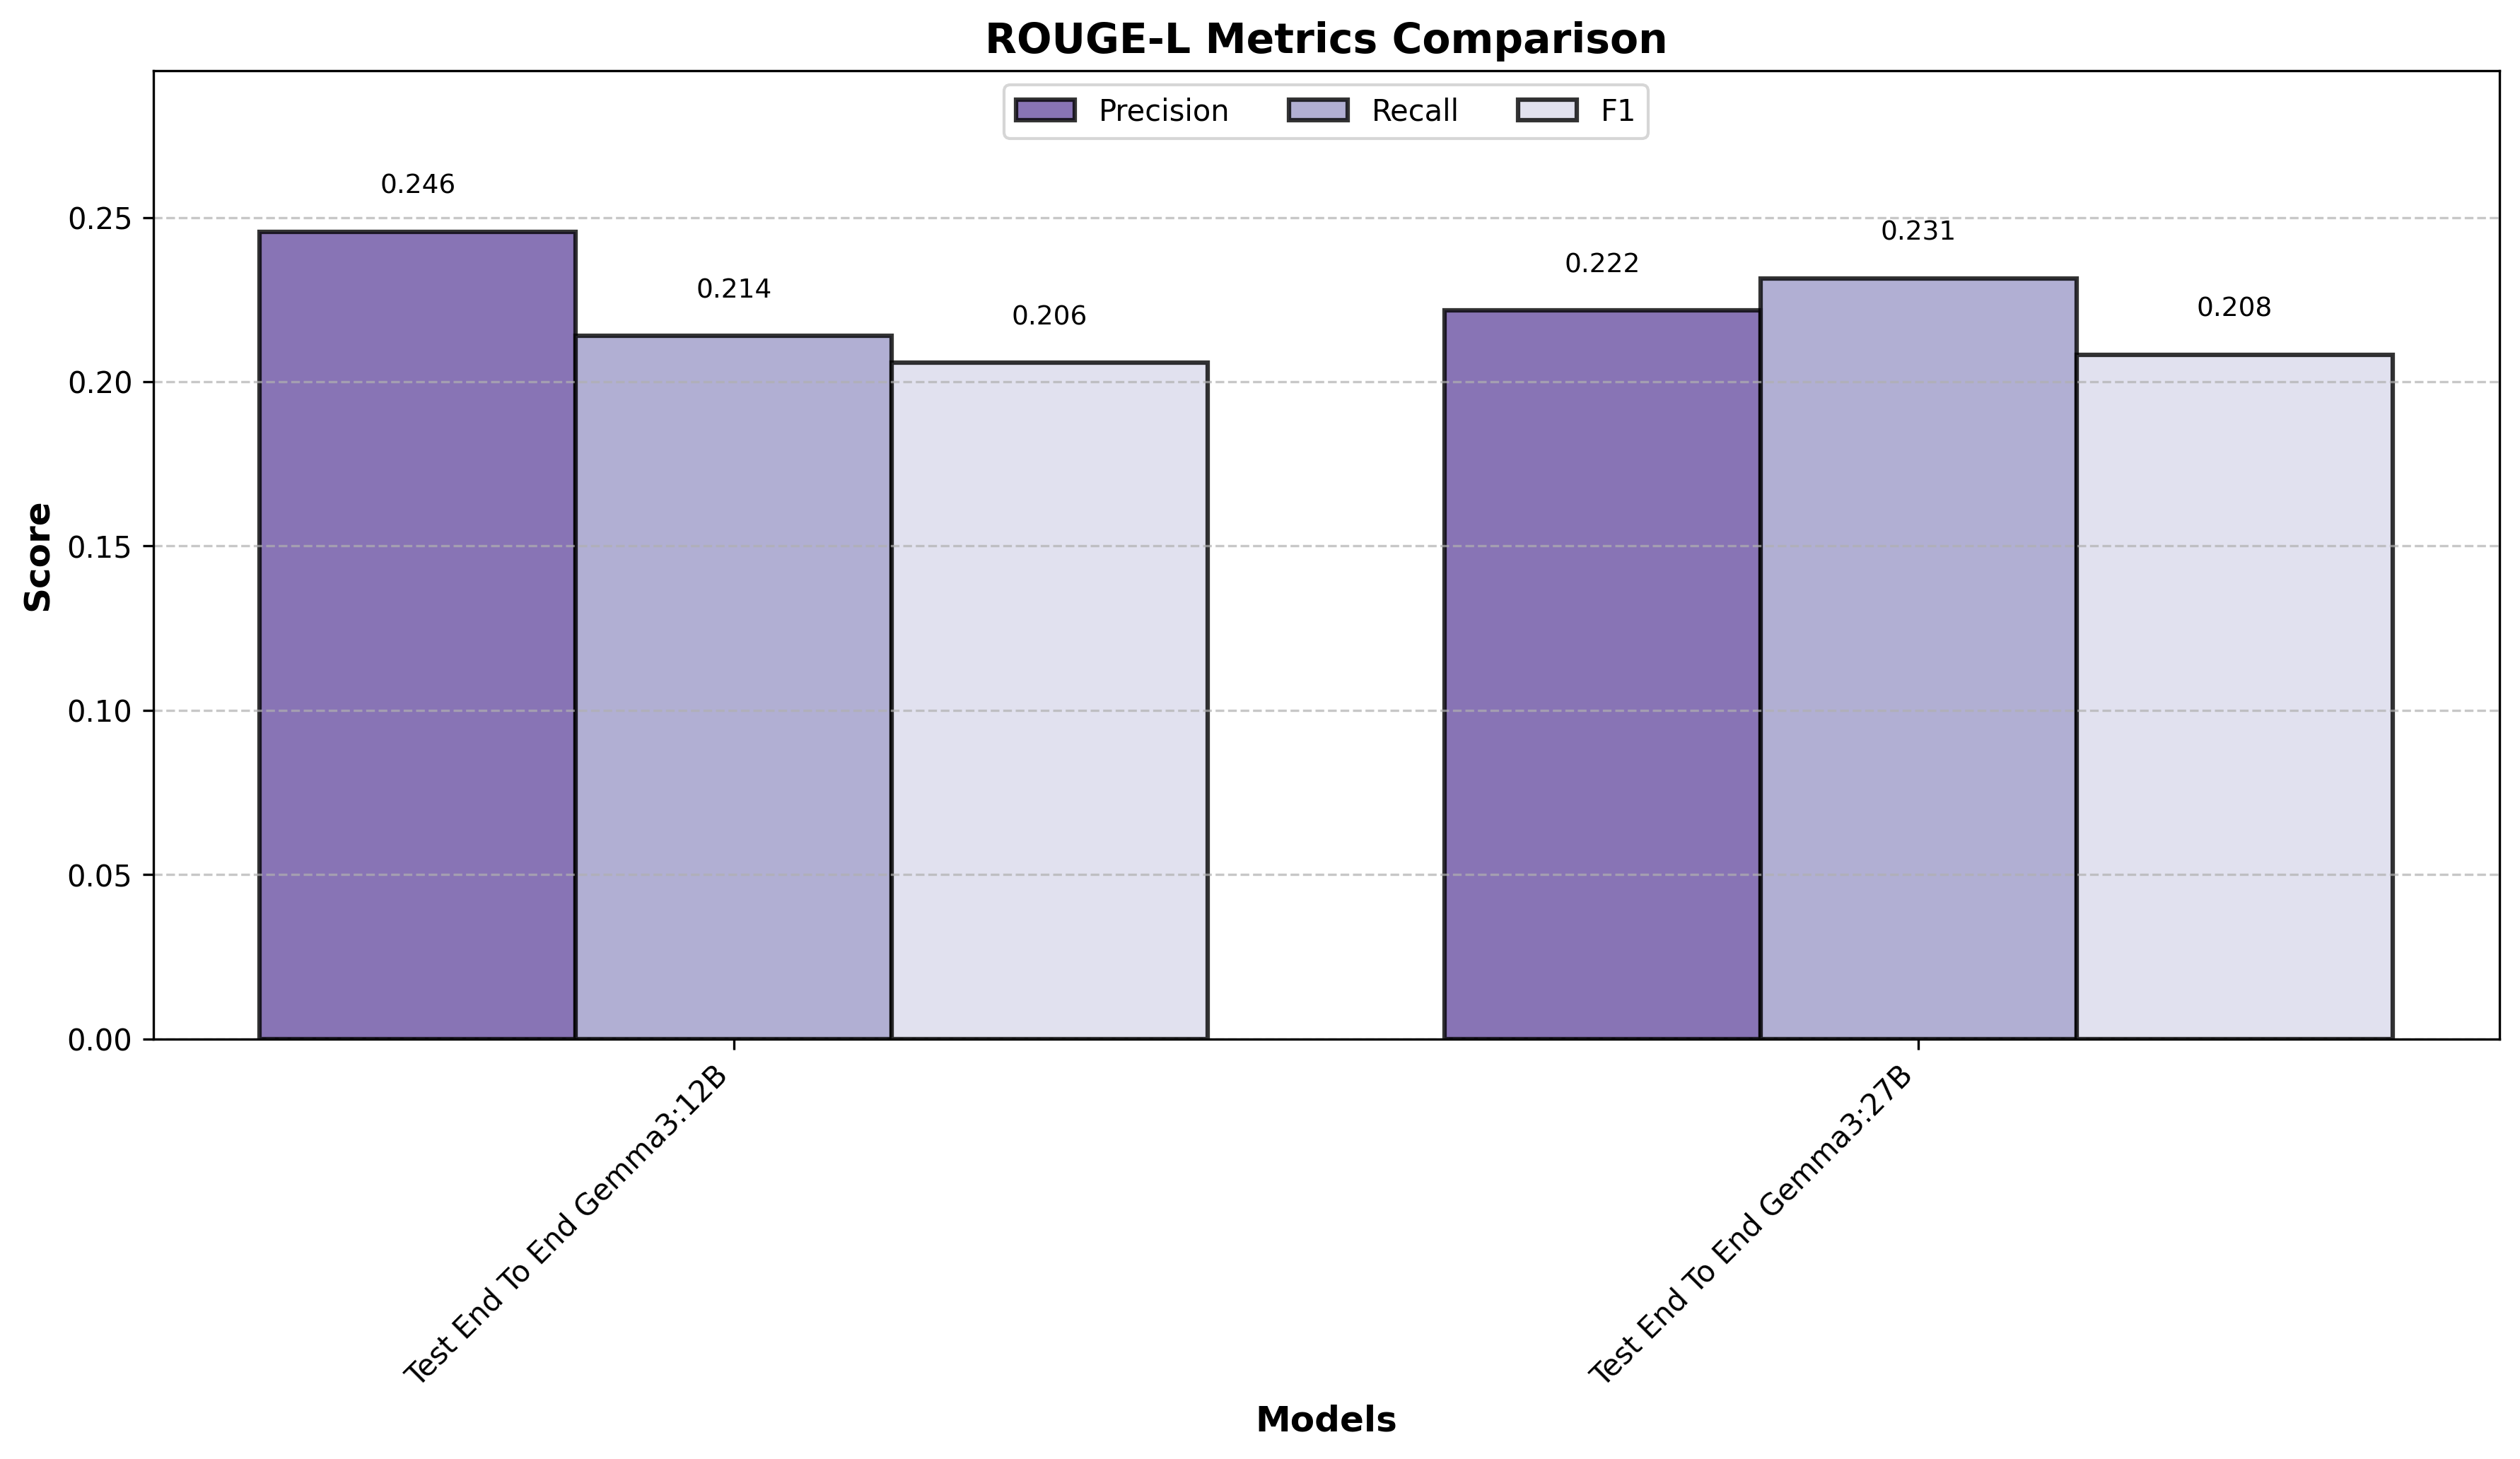 ROUGE-L Metrics Comparison
Precision Recall F1
0.246
0.214
0.206
0.222
0.231
0.208
Score
0.25
0.20
0.15
0.10
0.05
0.00
Test End To End Gemma3:12B
Test End To End Gemma3:27B
Models